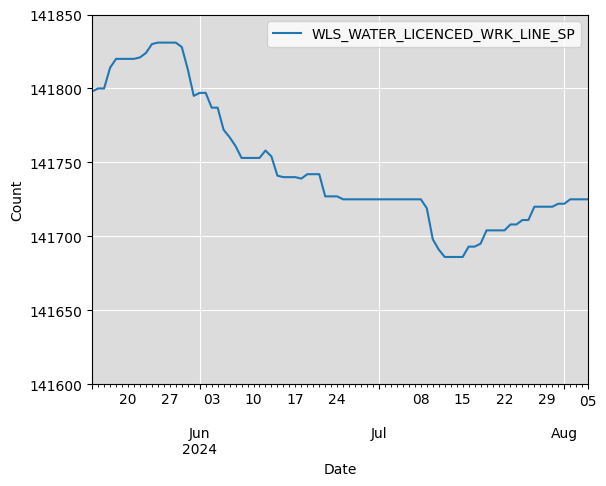 WLS_WATER_LICENCED_WRK_LINE_SP
141850
141800
141750
141700
141650
141600
Count
20 27 03 10 17 24 08 15 22 29 05
Jun Jul Aug
2024
Date